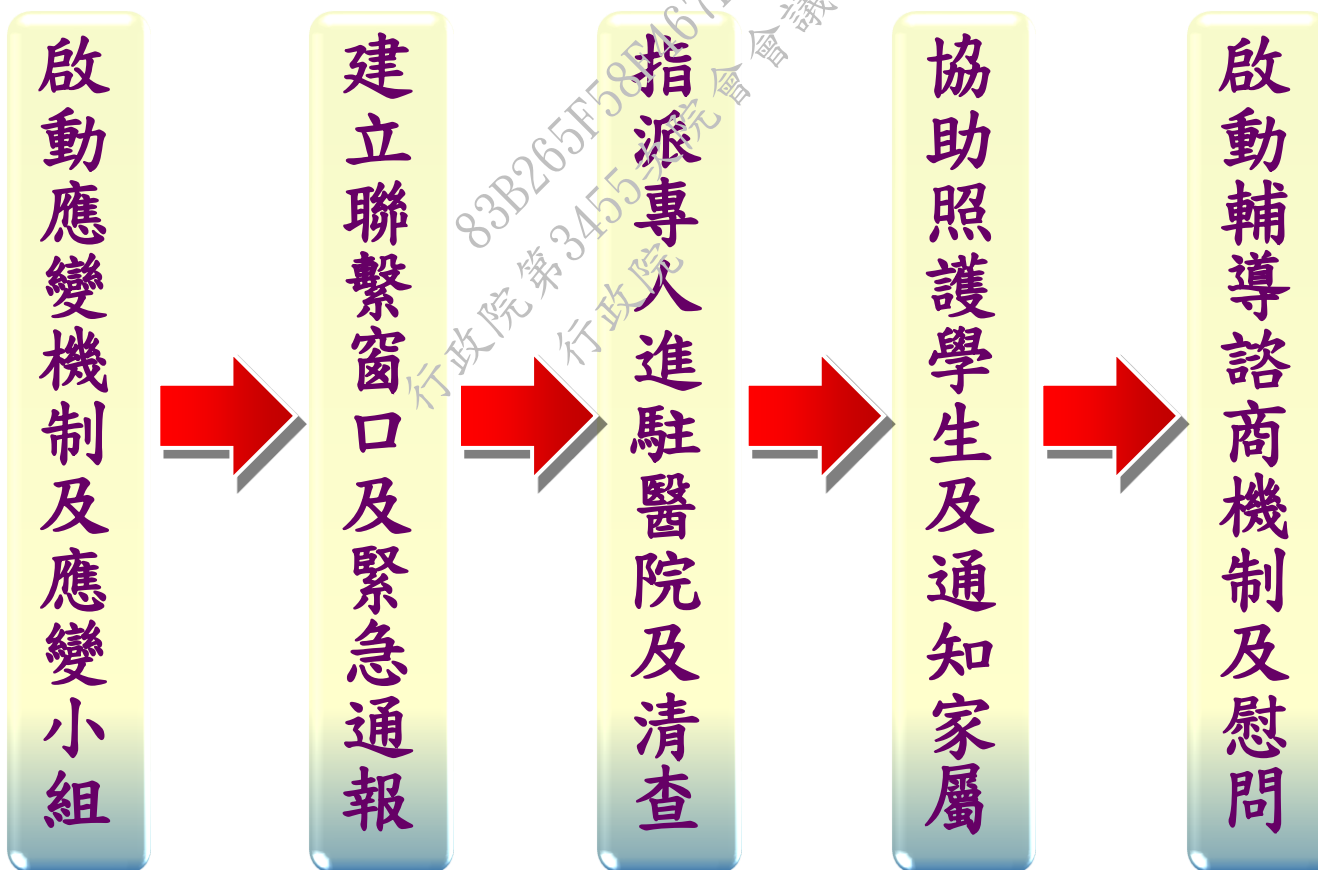 啟動應變機制及應變小組
建立聯繫窗口及緊急通報
指派專人進駐醫院及清查
協助照護學生及通知家屬
啟動輔導諮商機制及慰問
83B265F58F467
行政院第3455次院會會議
行政院